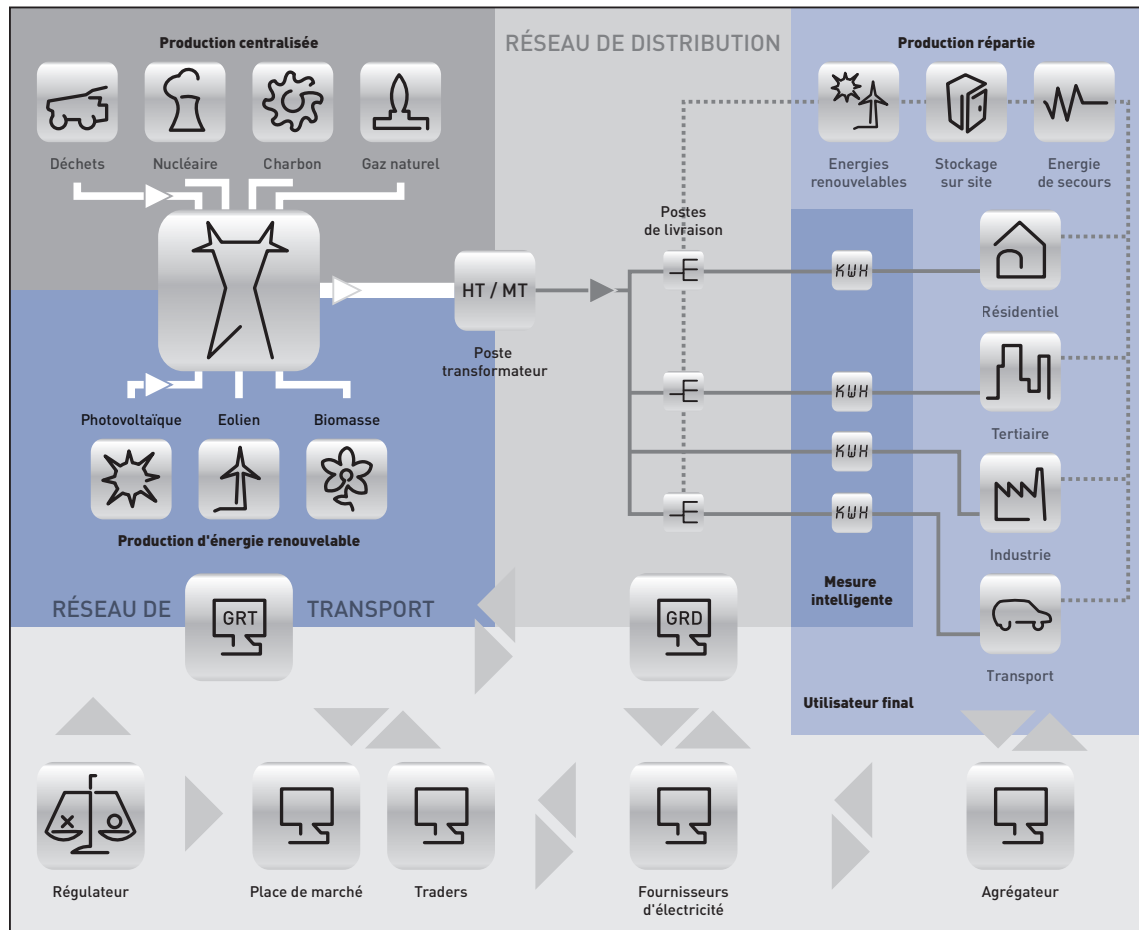 Production centralisée
RÉSEAU DE DISTRIBUTION
Production répartie
Déchets
Nucléaire
Charbon
Gaz naturel
Energies
renouvelables
Stockage
sur site
Energie
de secours
Postes
de livraison
HT / MT
Poste
transformateur
KWH
Résidentiel
KWH
Tertiaire
KWH
Industrie
KWH
Transport
Photovoltaïque
Eolien
Biomasse
Production d'énergie renouvelable
Mesure
intelligente
RÉSEAU DE
GRT
TRANSPORT
GRD
Utilisateur final
Régulateur
Place de marché
Traders
Fournisseurs
d'électricité
Agrégateur